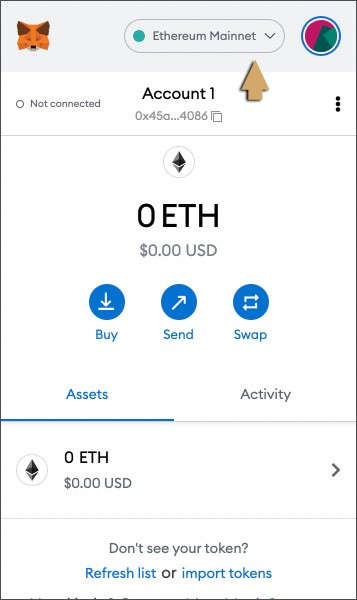 Ethereum Mainnet
Not connected
Account 1
0x45a...4086
0 ETH
$0.00 USD
Buy
Send
Swap
Assets
Activity
0 ETH
$0.00 USD
Don't see your token?
Refresh list or import tokens